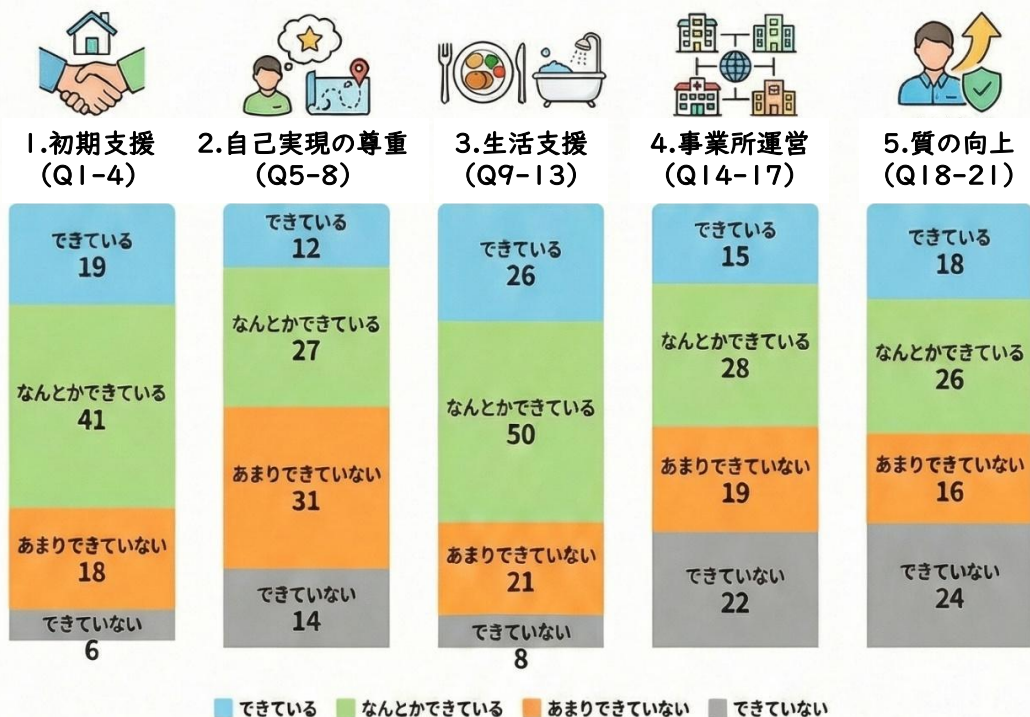 1.初期支援
(Q1-4)
2.自己実現の尊重
(Q5-8)
3.生活支援
(Q9-13)
4.事業所運営
(Q14-17)
5.質の向上
(Q18-21)
できている
19
なんとかできている
41
あまりできていない
18
できていない
6
できている
12
なんとかできている
27
あまりできていない
31
できていない
14
できている
26
なんとかできている
50
あまりできていない
21
できていない
8
できている
15
なんとかできている
28
あまりできていない
19
できていない
22
できている
18
なんとかできている
26
あまりできていない
16
できていない
24
できている なんとかできている あまりできていない できていない